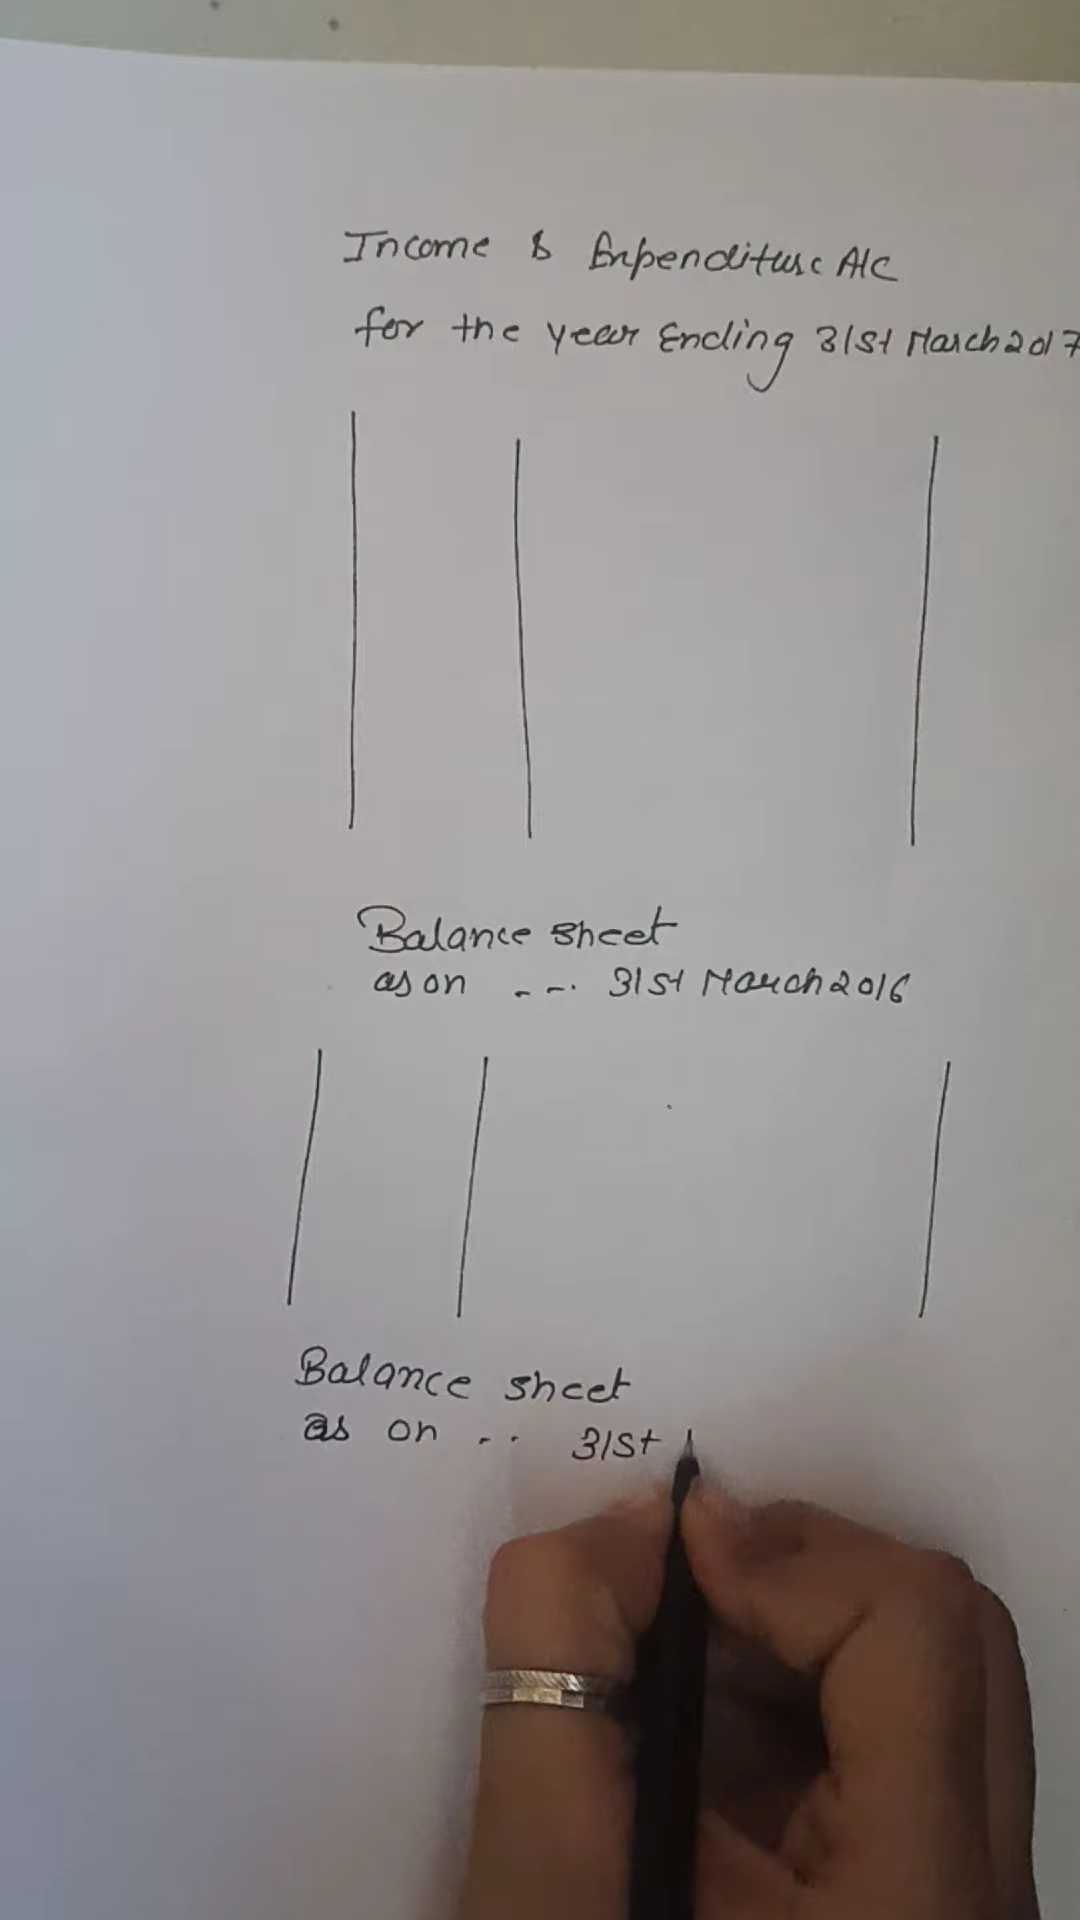 Income & Expenditure A/C
for the year Ending 31st March 2017
Balance sheet
as on --. 31st March 2016
Balance sheet
as on .. 31st